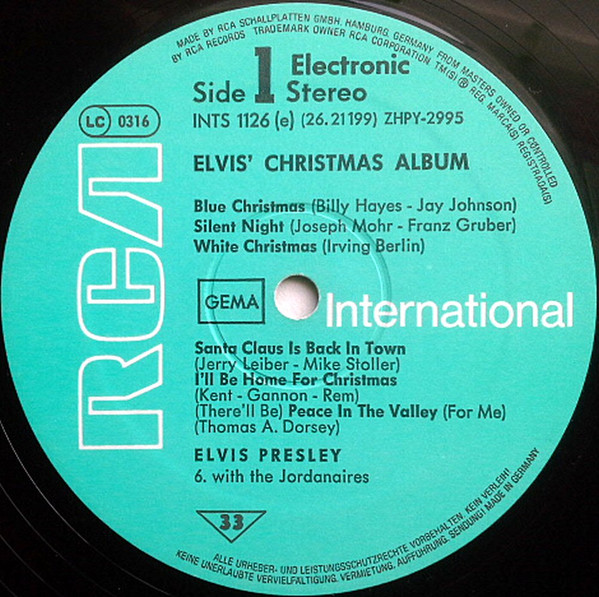 MADE BY RCA SCHALLPLATTEN GMBH, HAMBURG, GERMANY FROM MASTERS OWNED OR CONTROLLED
BY RCA RECORDS TRADEMARK OWNER RCA CORPORATION. TM(S) ® REG. MARCA(S) REGISTRADA(S)
Side 1 Electronic
Stereo
LC 0316
INTS 1126 (e) (26.21199) ZHPY-2995
ELVIS' CHRISTMAS ALBUM
Blue Christmas (Billy Hayes - Jay Johnson)
Silent Night (Joseph Mohr - Franz Gruber)
White Christmas (Irving Berlin)
RCA
GEMA
International
Santa Claus Is Back In Town
(Jerry Leiber - Mike Stoller)
I'll Be Home For Christmas
(Kent - Gannon - Rem)
(There'll Be) Peace In The Valley (For Me)
(Thomas A. Dorsey)
ELVIS PRESLEY
6. with the Jordanaires
33
ALLE URHEBER- UND LEISTUNGSSCHUTZRECHTE VORBEHALTEN. KEIN VERLEIH!
KEINE UNERLAUBTE VERVIELFÄLTIGUNG, VERMIETUNG, AUFFÜHRUNG, SENDUNG! MADE IN GERMANY